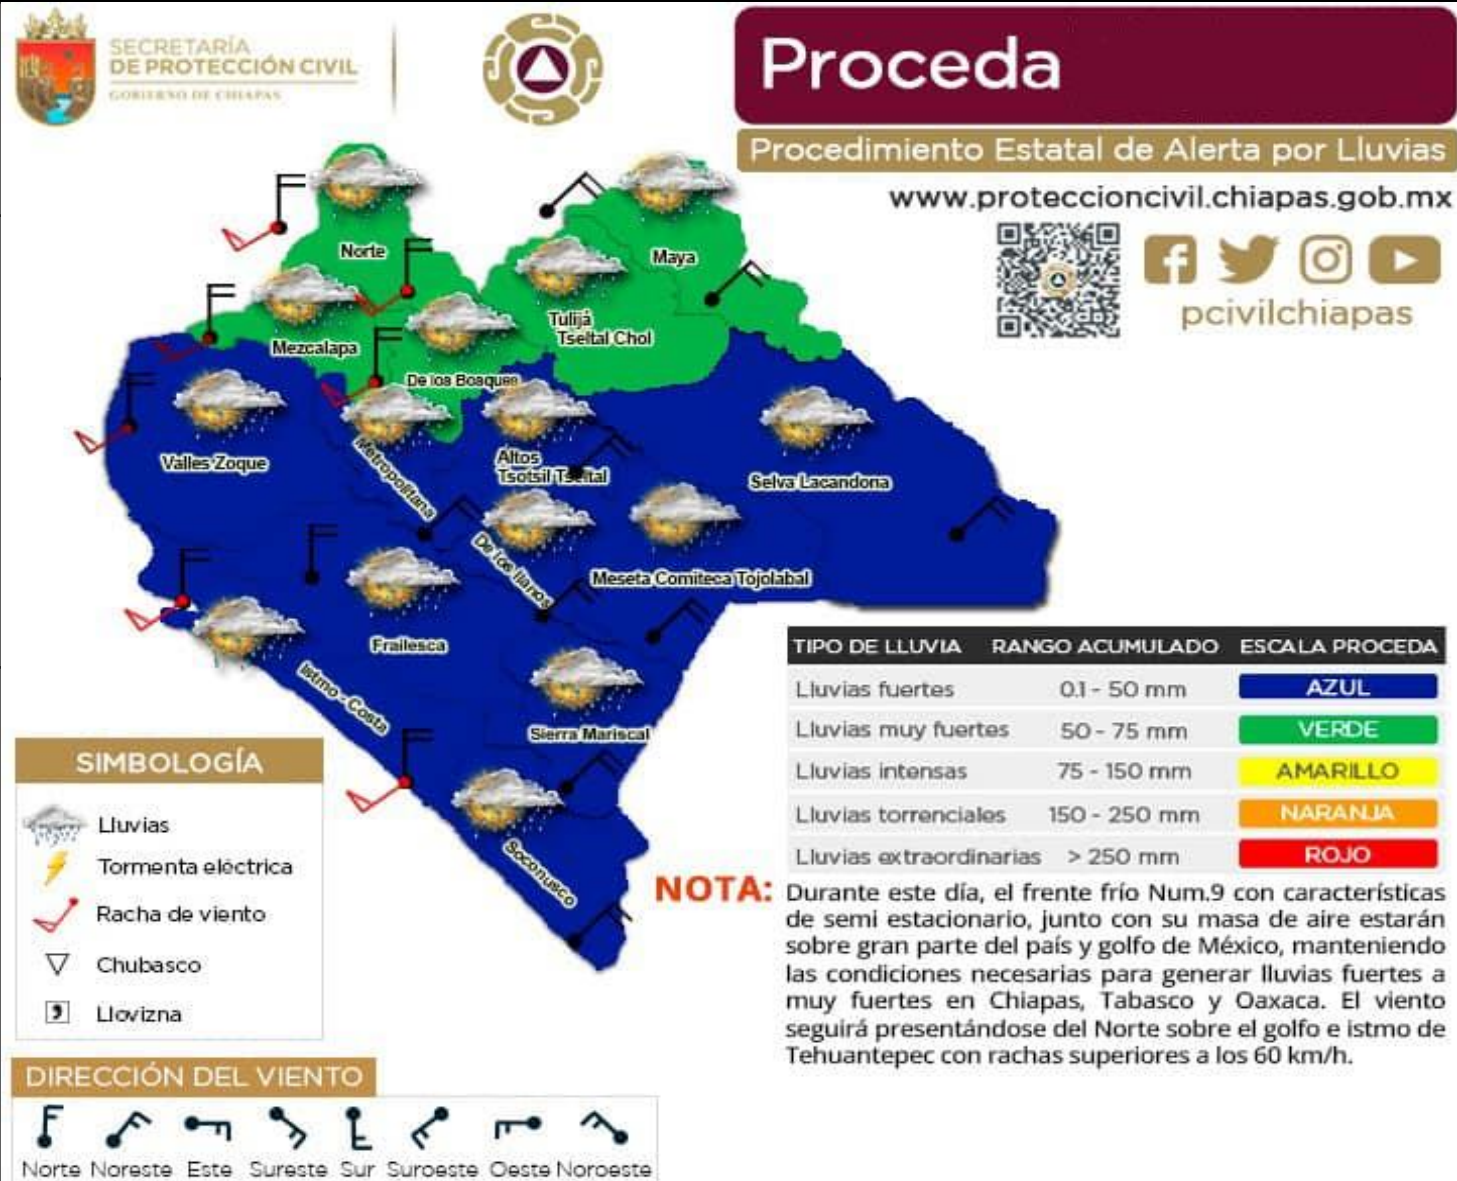 SECRETARÍA
DE PROTECCIÓN CIVIL
GOBIERNO DE CHIAPAS
Proceda
Procedimiento Estatal de Alerta por Lluvias
www.proteccioncivil.chiapas.gob.mx
pcivilchiapas
Norte
Maya
Tulijá
Tseltal Chol
Mezcalapa
De los Bosques
Valles Zoque
Metropolitana
Altos
Tsotsil Tseltal
Selva Lacandona
De los llanos
Meseta Comiteca Tojolabal
Frailesca
Istmo - Costa
Sierra Mariscal
Soconusco
TIPO DE LLUVIA RANGO ACUMULADO ESCALA PROCEDA
Lluvias fuertes 0.1 - 50 mm AZUL
Lluvias muy fuertes 50 - 75 mm VERDE
Lluvias intensas 75 - 150 mm AMARILLO
Lluvias torrenciales 150 - 250 mm NARANJA
Lluvias extraordinarias > 250 mm ROJO
SIMBOLOGÍA
Lluvias
Tormenta eléctrica
Racha de viento
Chubasco
Llovizna
NOTA: Durante este día, el frente frío Num.9 con características
de semi estacionario, junto con su masa de aire estarán
sobre gran parte del país y golfo de México, manteniendo
las condiciones necesarias para generar lluvias fuertes a
muy fuertes en Chiapas, Tabasco y Oaxaca. El viento
seguirá presentándose del Norte sobre el golfo e istmo de
Tehuantepec con rachas superiores a los 60 km/h.
DIRECCIÓN DEL VIENTO
Norte Noreste Este Sureste Sur Suroeste Oeste Noroeste